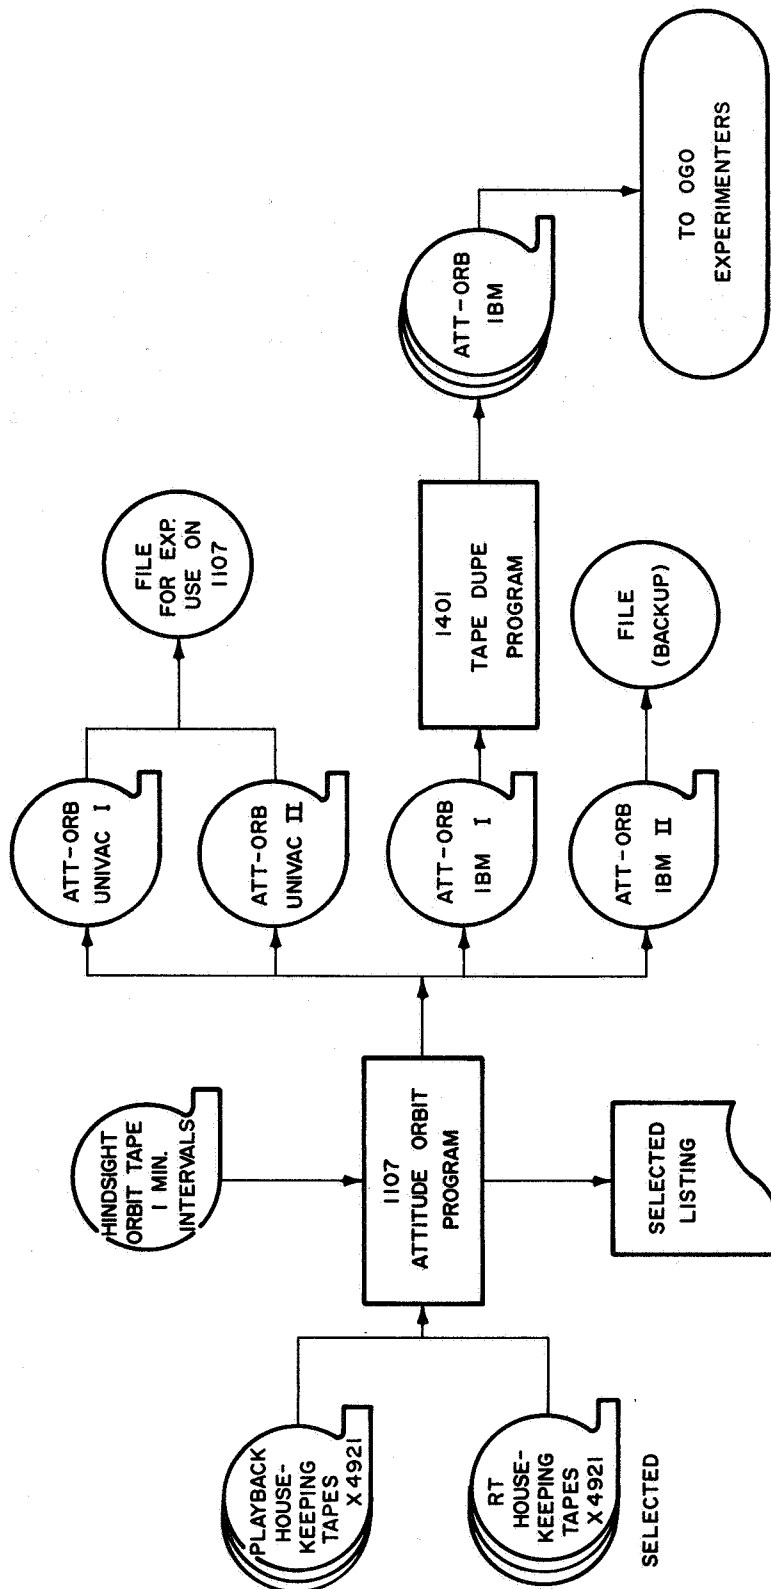 PLAYBACK
HOUSE-
KEEPING
TAPES
X4921
RT
HOUSE-
KEEPING
TAPES
X4921
SELECTED
HINDSIGHT
ORBIT TAPE
1 MIN.
INTERVALS
1107
ATTITUDE ORBIT
PROGRAM
SELECTED
LISTING
ATT-ORB
UNIVAC I
ATT-ORB
UNIVAC II
ATT-ORB
IBM I
ATT-ORB
IBM II
FILE
FOR EXP.
USE ON
1107
1401
TAPE DUPE
PROGRAM
FILE
(BACKUP)
ATT-ORB
IBM
TO OGO
EXPERIMENTERS